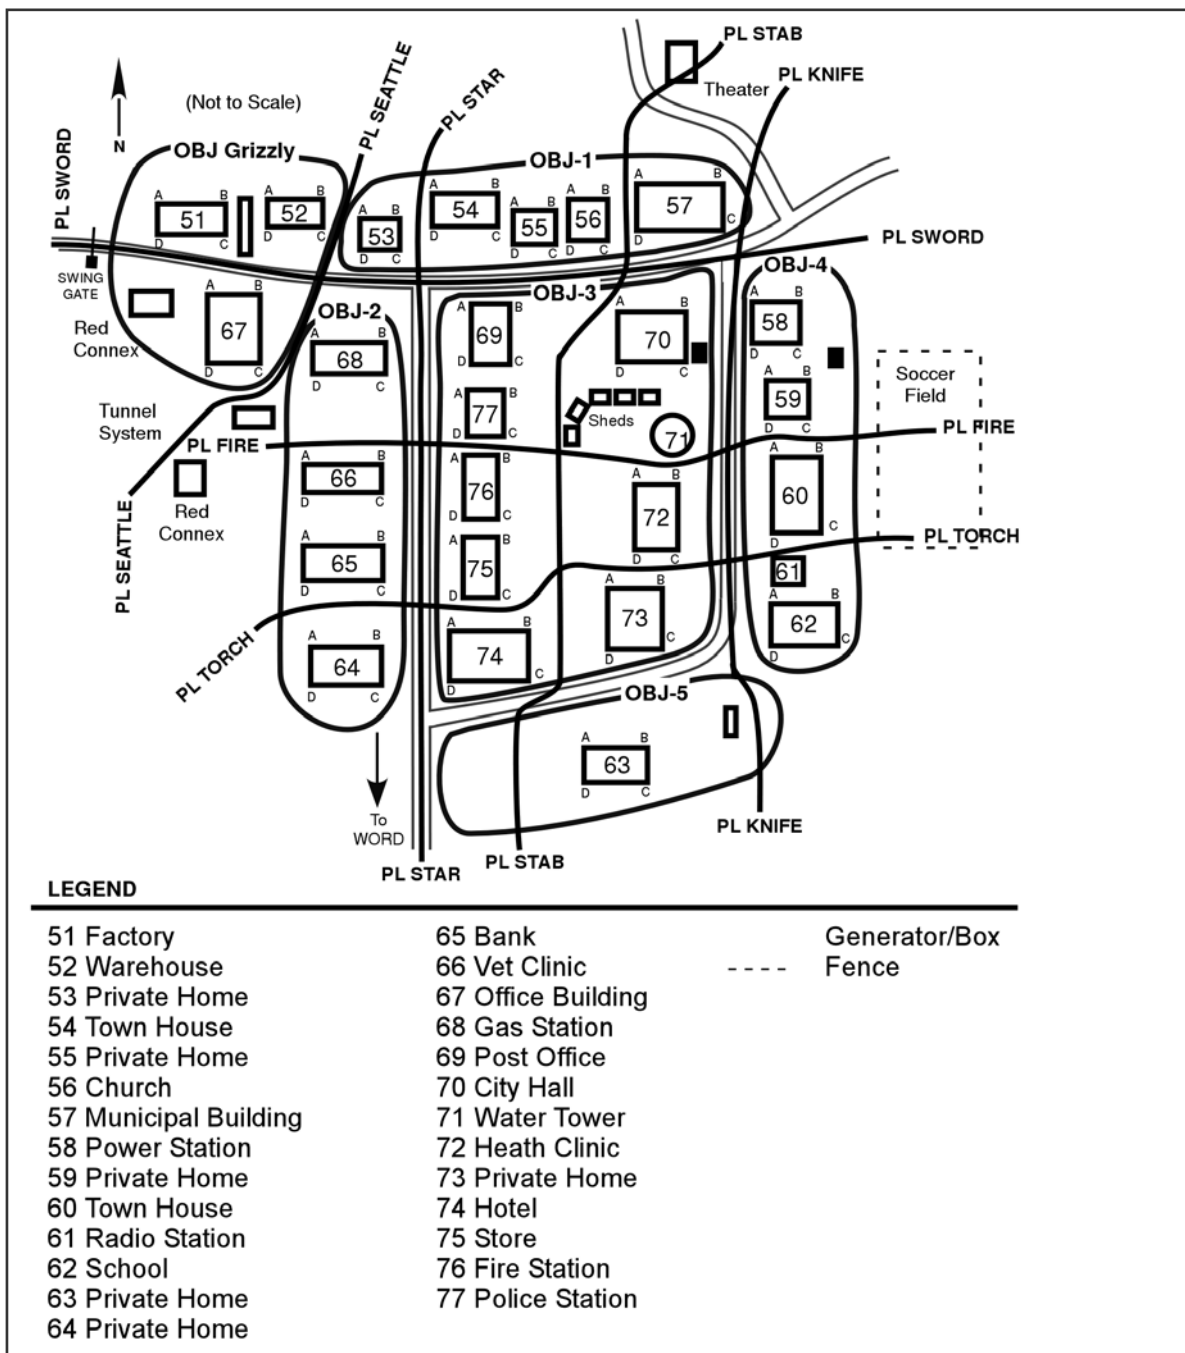 PL STAB
PL SEATTLE
PL STAR
PL KNIFE
Theater
(Not to Scale)
N
PL SWORD
OBJ Grizzly
OBJ-1
A B
51
D C
A B
52
C
A
53
D C
A B
54
D C
A B
55
D C
A B
56
D C
A B
57
C
D
PL SWORD
SWING
GATE
OBJ-4
OBJ-3
OBJ-2
Red
Connex
A B
67
D C
A B
68
D C
A B
69
D C
A B
70
D C
A B
58
D C
Soccer
Field
A B
59
D C
A B
77
D C
Sheds
71
Tunnel
System
PL FIRE
PL FIRE
Red
Connex
PL SEATTLE
A B
66
D C
A B
76
D C
A B
72
D C
A B
60
C
D
PL TORCH
A B
65
D C
A B
75
D C
61
A B
73
C
D
A B
62
C
D
PL TORCH
A B
64
D C
A B
74
C
D
OBJ-5
A B
63
D C
To
WORD
PL KNIFE
PL STAB
PL STAR
LEGEND
51 Factory
52 Warehouse
53 Private Home
54 Town House
55 Private Home
56 Church
57 Municipal Building
58 Power Station
59 Private Home
60 Town House
61 Radio Station
62 School
63 Private Home
64 Private Home
65 Bank
66 Vet Clinic
67 Office Building
68 Gas Station
69 Post Office
70 City Hall
71 Water Tower
72 Heath Clinic
73 Private Home
74 Hotel
75 Store
76 Fire Station
77 Police Station
Generator/Box
Fence